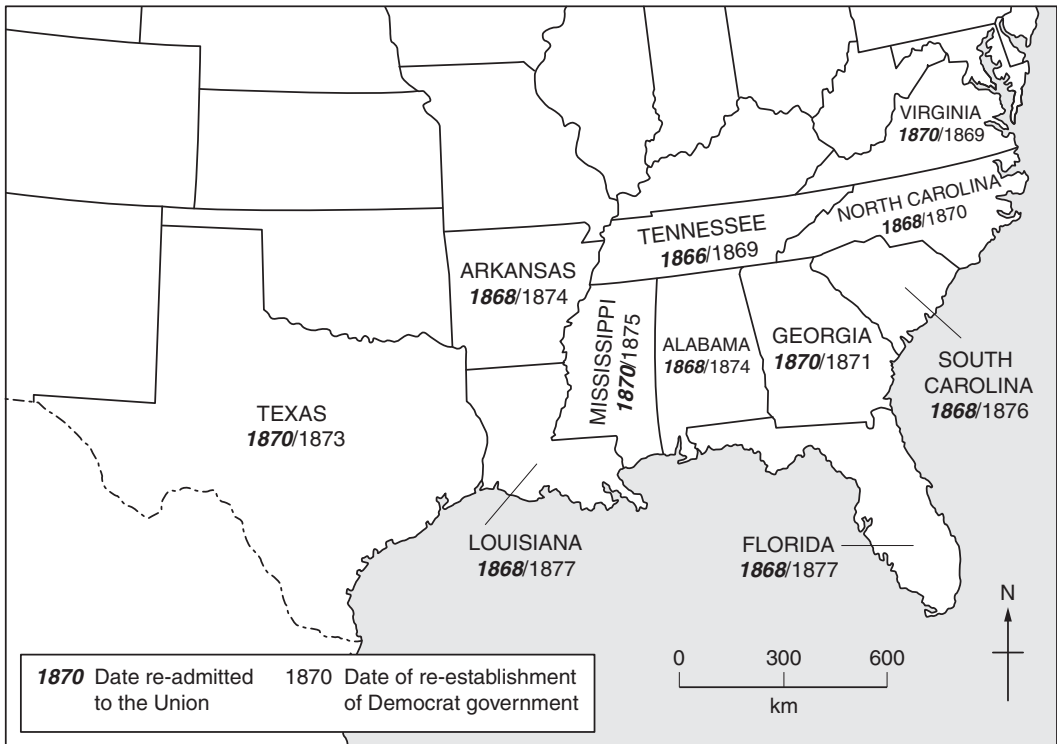 VIRGINIA
1870/1869
NORTH CAROLINA
1868/1870
TENNESSEE
1866/1869
ARKANSAS
1868/1874
MISSISSIPPI
1870/1875
ALABAMA
1868/1874
GEORGIA
1870/1871
SOUTH
CAROLINA
1868/1876
TEXAS
1870/1873
LOUISIANA
1868/1877
FLORIDA
1868/1877
N
0 300 600
km
1870 Date re-admitted
to the Union
1870 Date of re-establishment
of Democrat government